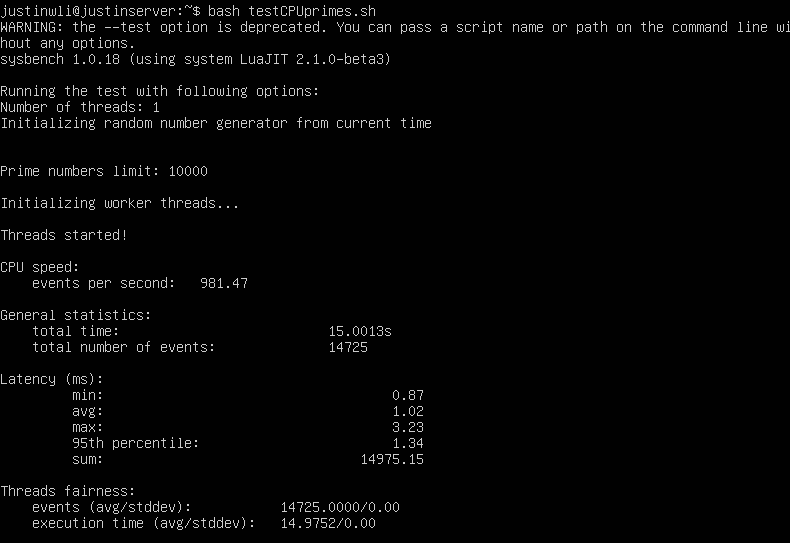 justinwli@justinserver:~$ bash testCPUprimes.sh
WARNING: the --test option is deprecated. You can pass a script name or path on the command line wi
hout any options.
sysbench 1.0.18 (using system LuaJIT 2.1.0-beta3)
Running the test with following options:
Number of threads: 1
Initializing random number generator from current time
Prime numbers limit: 10000
Initializing worker threads...
Threads started!
CPU speed:
events per second: 981.47
General statistics:
total time: 15.0013s
total number of events: 14725
Latency (ms):
min: 0.87
avg: 1.02
max: 3.23
95th percentile: 1.34
sum: 14975.15
Threads fairness:
events (avg/stddev): 14725.0000/0.00
execution time (avg/stddev): 14.9752/0.00